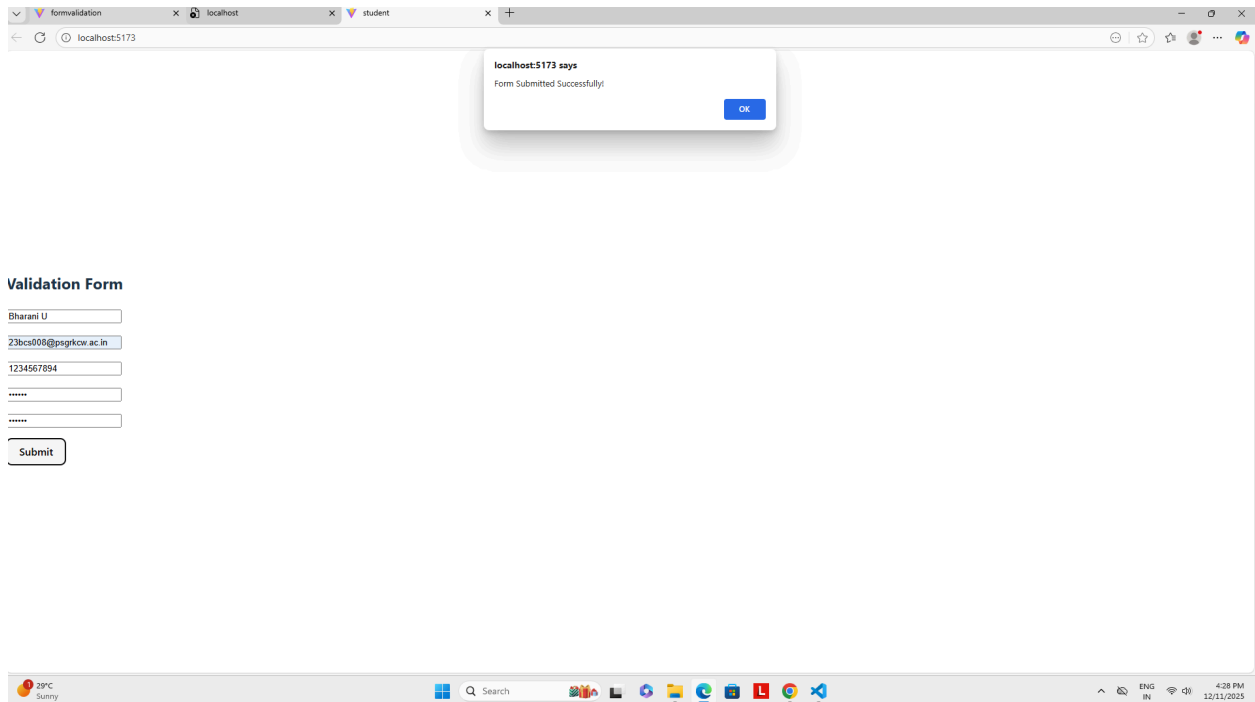 formvalidation
localhost
student
localhost:5173
localhost:5173 says
Form Submitted Successfully!
OK
Validation Form
Bharani U
23bcs008@psgrkcw.ac.in
1234567894
••••••
••••••
Submit
1
29°C
Sunny
Search
L
ENG
IN
4:28 PM
12/11/2025